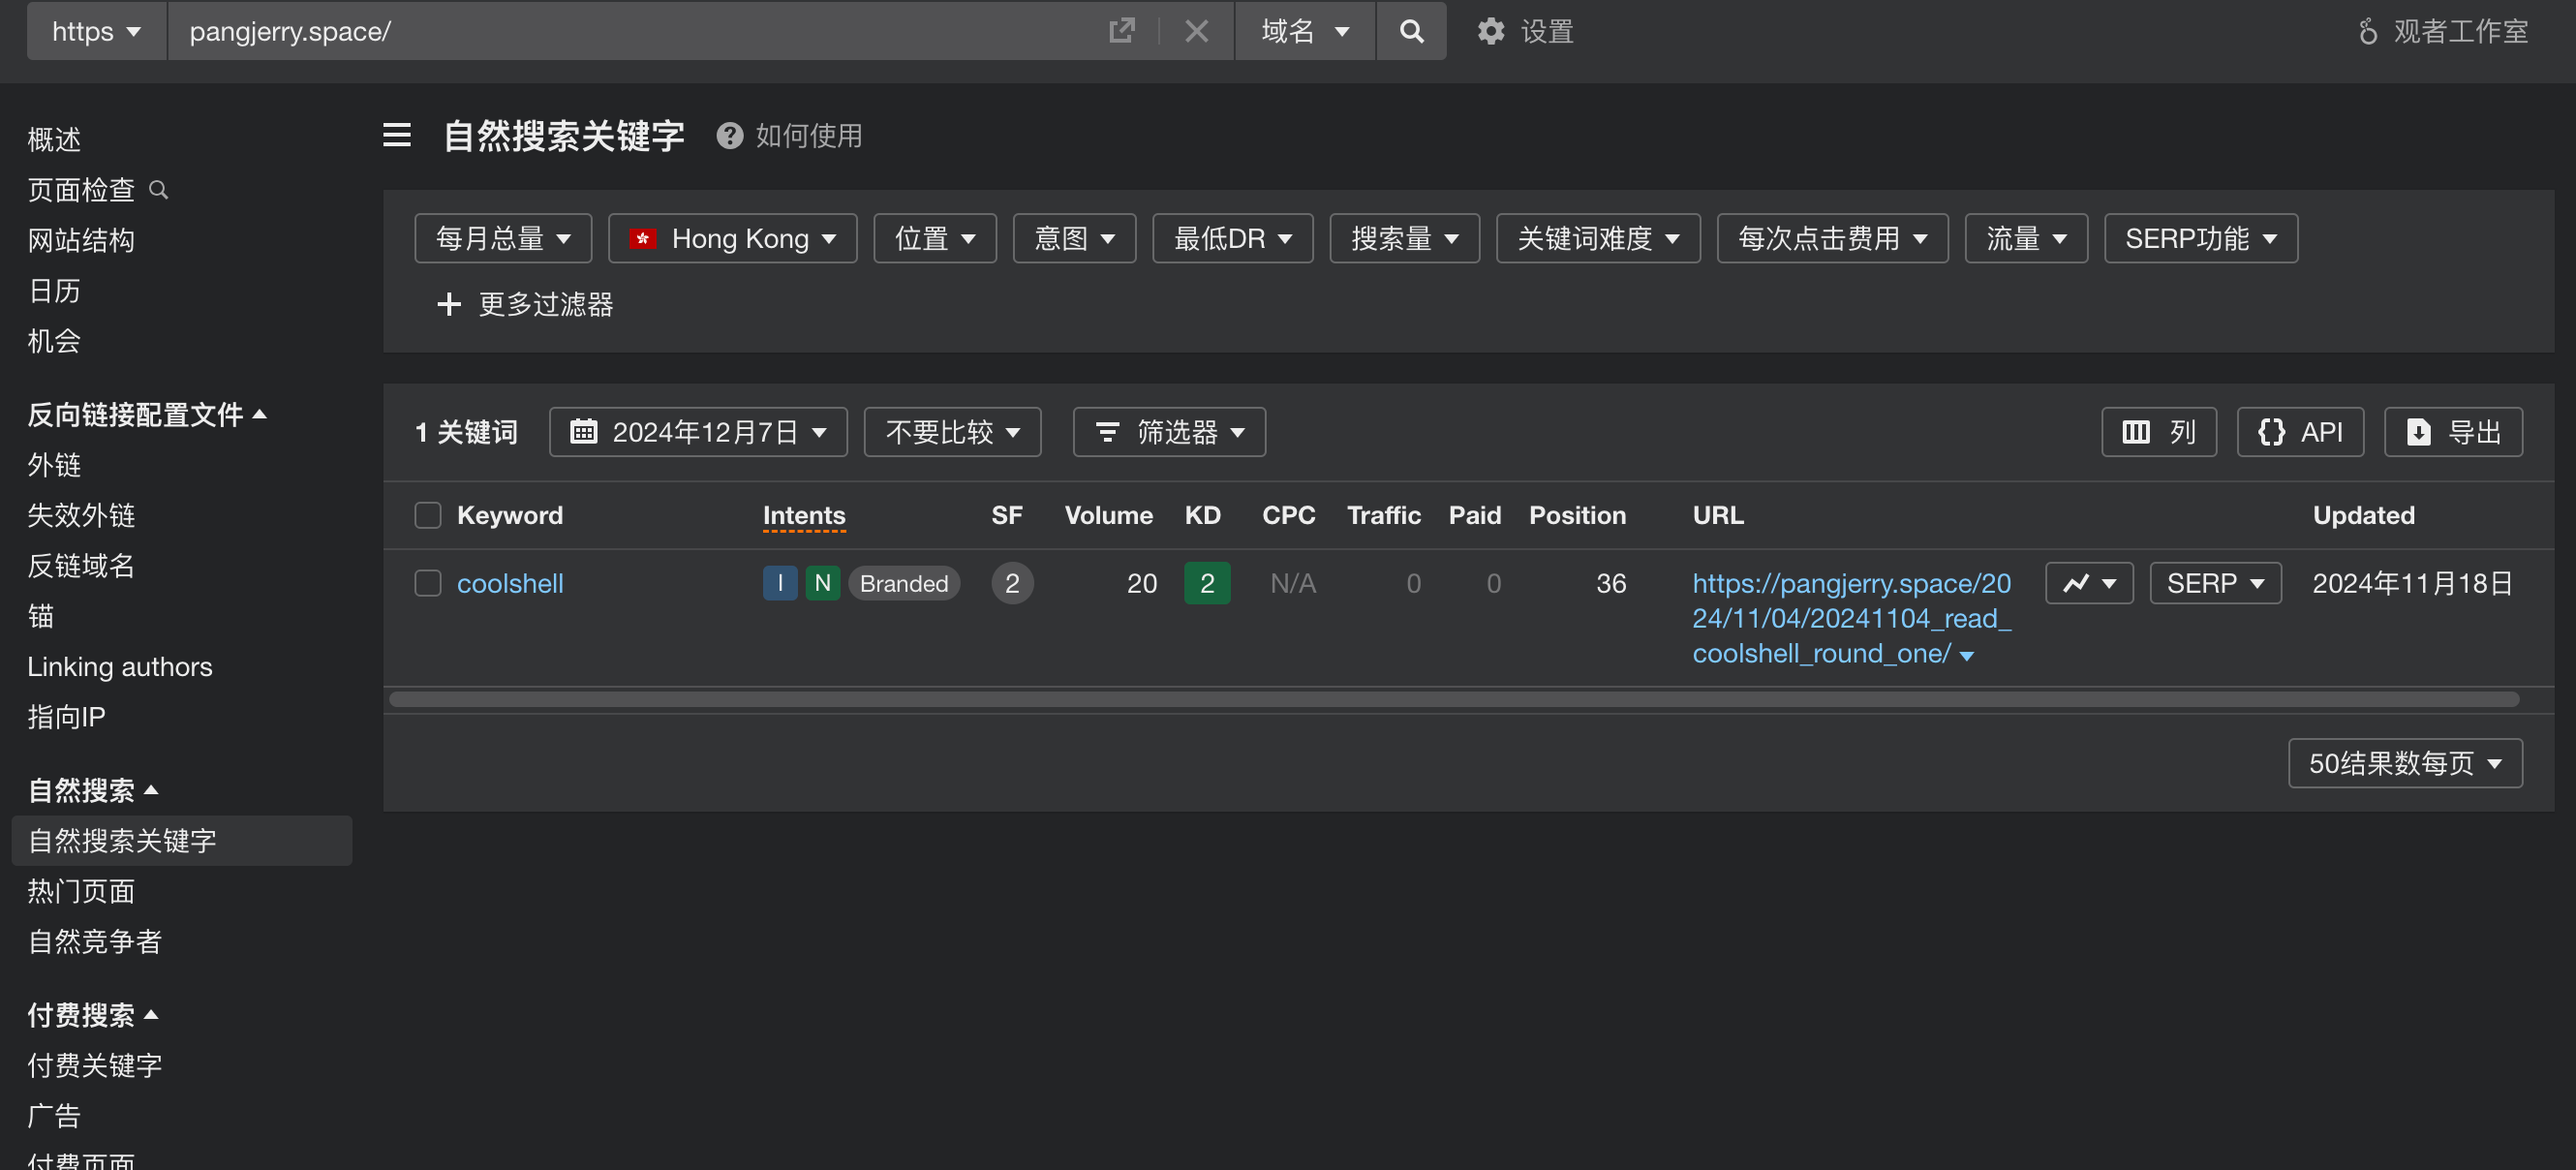 https pangjerry.space/ 域名 设置 观者工作室
概述
页面检查
网站结构
日历
机会
反向链接配置文件
外链
失效外链
反链域名
锚
Linking authors
指向IP
自然搜索
自然搜索关键字
热门页面
自然竞争者
付费搜索
付费关键字
广告
付费页面
自然搜索关键字 如何使用
每月总量 Hong Kong 位置 意图 最低DR 搜索量 关键词难度 每次点击费用 流量 SERP功能
更多过滤器
1 关键词 2024年12月7日 不要比较 筛选器 列 API 导出
Keyword Intents SF Volume KD CPC Traffic Paid Position URL Updated
coolshell I N Branded 2 20 2 N/A 0 0 36 https://pangjerry.space/20 SERP 2024年11月18日
24/11/04/20241104_read_
coolshell_round_one/
50结果数每页